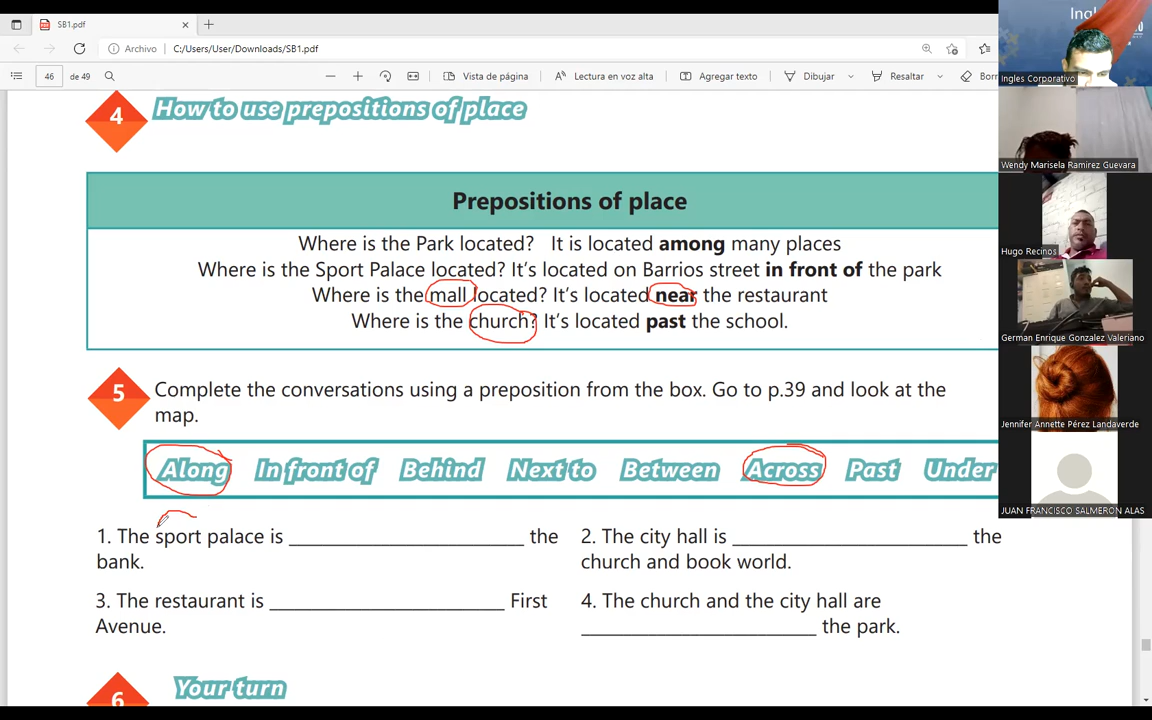 SB1.pdf
Archivo C:/Users/User/Downloads/SB1.pdf
46 de 49 Vista de página Lectura en voz alta Agregar texto Dibujar Resaltar Borr
4 How to use prepositions of place
Prepositions of place
Where is the Park located? It is located among many places
Where is the Sport Palace located? It's located on Barrios street in front of the park
Where is the mall located? It's located near the restaurant
Where is the church? It's located past the school.
5 Complete the conversations using a preposition from the box. Go to p.39 and look at the
map.
Along In front of Behind Next to Between Across Past Under
1. The sport palace is ______________________ the
bank.
2. The city hall is ______________________ the
church and book world.
3. The restaurant is ______________________ First
Avenue.
4. The church and the city hall are
______________________ the park.
6 Your turn
Ingl
Ingles Corporativo
Wendy Marisela Ramirez Guevara
Hugo Recinos
German Enrique Gonzalez Valeriano
Jennifer Annette Pérez Landaverde
JUAN FRANCISCO SALMERON ALAS